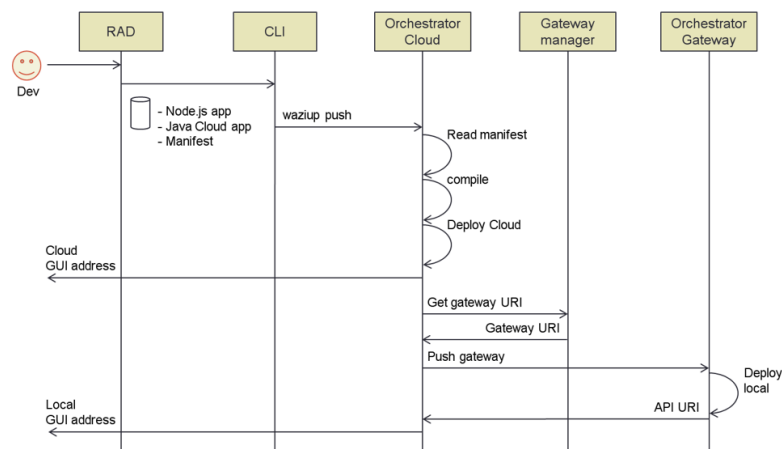 RAD
CLI
Orchestrator
Cloud
Gateway
manager
Orchestrator
Gateway
Dev
- Node.js app
- Java Cloud app
- Manifest
waziup push
Read manifest
compile
Deploy Cloud
Cloud
GUI address
Get gateway URI
Gateway URI
Push gateway
Deploy
local
API URI
Local
GUI address